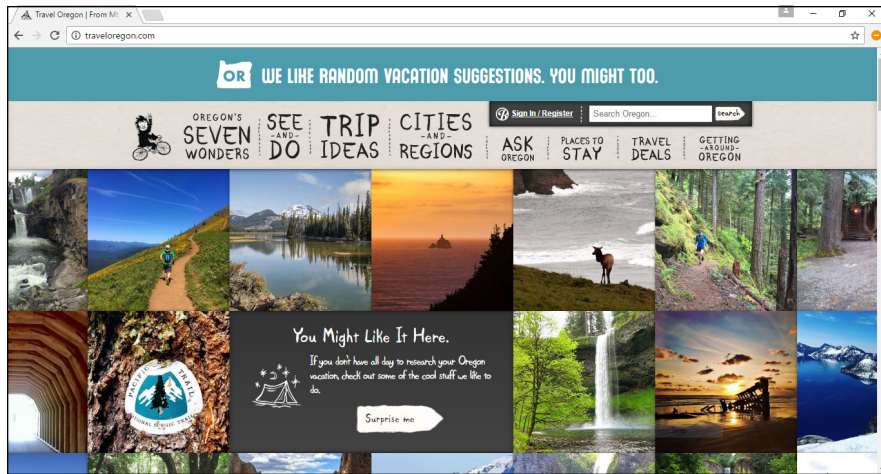 Travel Oregon | From Mt
traveloregon.com
OR WE LIKE RANDOM VACATION SUGGESTIONS. YOU MIGHT TOO.
Sign In / Register
Search Oregon...
search
OREGON'S
SEVEN
WONDERS
SEE
-AND-
DO
TRIP
IDEAS
CITIES
-AND-
REGIONS
ASK
OREGON
PLACES TO
STAY
TRAVEL
DEALS
GETTING
-AROUND-
OREGON
PACIFIC
TRAIL
NATIONAL SCENIC TRAIL
You Might Like It Here.
If you don't have all day to research your Oregon
vacation, check out some of the cool stuff we like to
do.
Surprise me